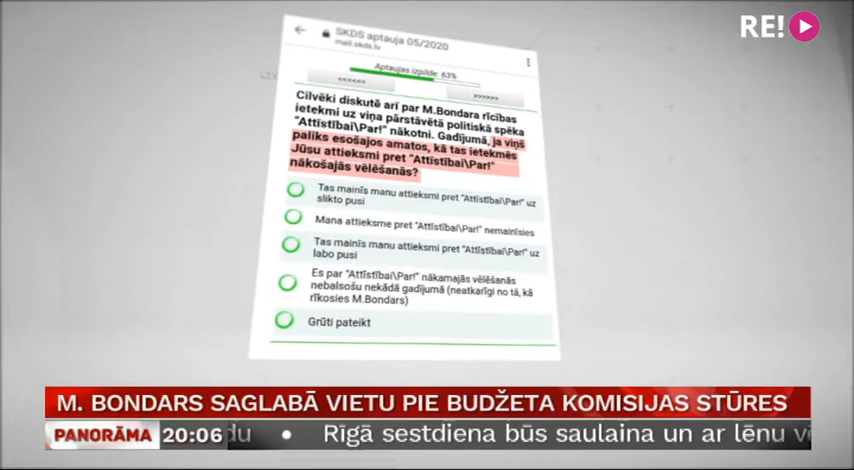 RE!
SKDS aptauja 05/2020
mail.skds.lv
Aptaujas izpilde: 63%
<<<<<<
>>>>>>
Cilvēki diskutē arī par M.Bondara rīcības
ietekmi uz viņa pārstāvētā politiskā spēka
"Attīstībai\Par!" nākotni. Gadījumā, ja viņš
paliks esošajos amatos, kā tas ietekmēs
Jūsu attieksmi pret "Attīstībai\Par!"
nākošajās vēlēšanās?
Tas mainīs manu attieksmi pret "Attīstībai\Par!" uz
slikto pusi
Mana attieksme pret "Attīstībai\Par!" nemainīsies
Tas mainīs manu attieksmi pret "Attīstībai\Par!" uz
labo pusi
Es par "Attīstībai\Par!" nākamajās vēlēšanās
nebalsošu nekādā gadījumā (neatkarīgi no tā, kā
rīkosies M.Bondars)
Grūti pateikt
M. BONDARS SAGLABĀ VIETU PIE BUDŽETA KOMISIJAS STŪRES
PANORĀMA 20:06 du • Rīgā sestdiena būs saulaina un ar lēnu